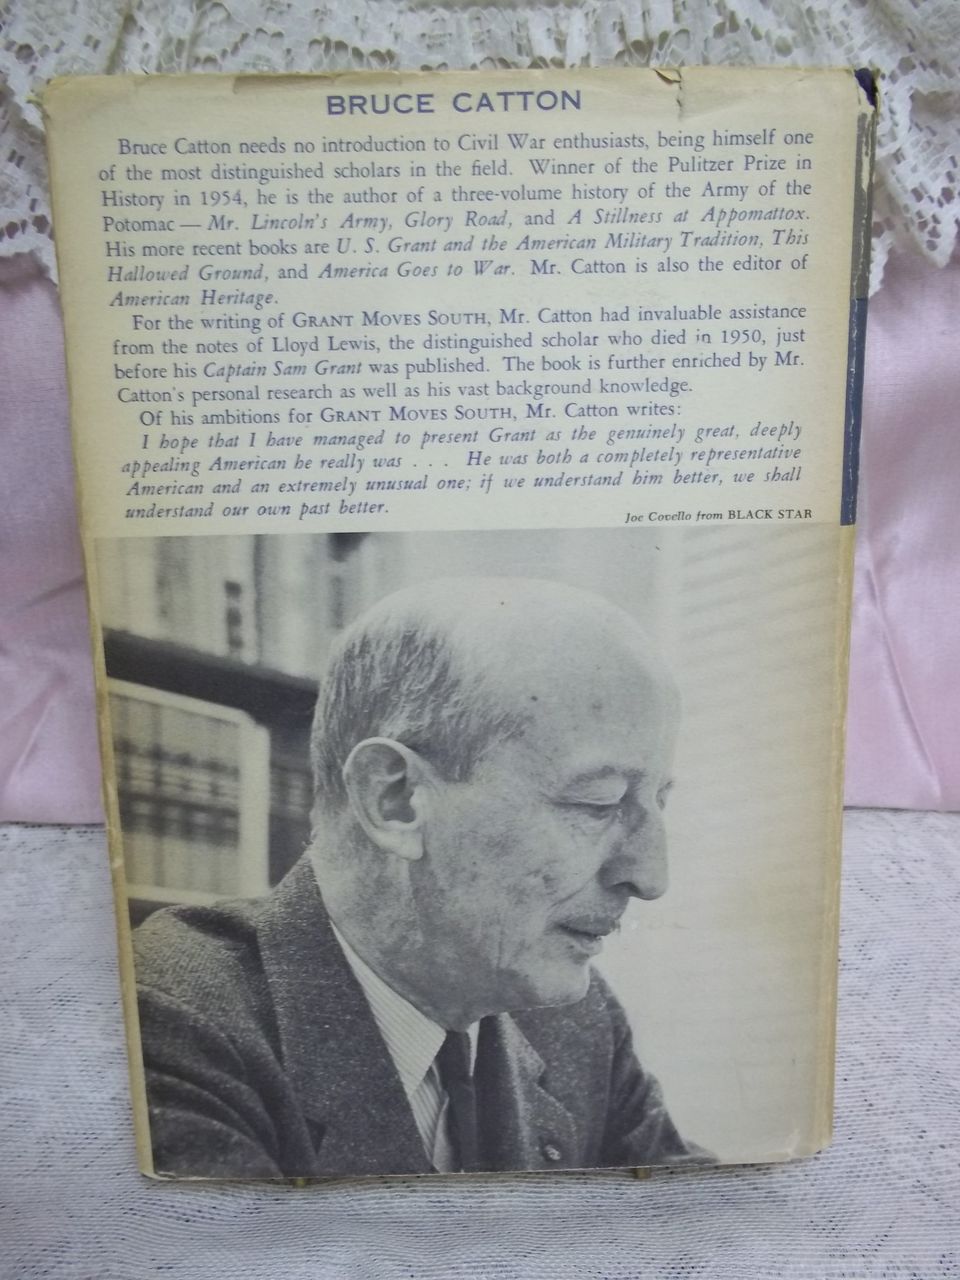 BRUCE CATTON
Bruce Catton needs no introduction to Civil War enthusiasts, being himself one
of the most distinguished scholars in the field. Winner of the Pulitzer Prize in
History in 1954, he is the author of a three-volume history of the Army of the
Potomac — Mr. Lincoln's Army, Glory Road, and A Stillness at Appomattox.
His more recent books are U. S. Grant and the American Military Tradition, This
Hallowed Ground, and America Goes to War. Mr. Catton is also the editor of
American Heritage.
For the writing of GRANT MOVES SOUTH, Mr. Catton had invaluable assistance
from the notes of Lloyd Lewis, the distinguished scholar who died in 1950, just
before his Captain Sam Grant was published. The book is further enriched by Mr.
Catton's personal research as well as his vast background knowledge.
Of his ambitions for GRANT MOVES SOUTH, Mr. Catton writes:
I hope that I have managed to present Grant as the genuinely great, deeply
appealing American he really was . . . He was both a completely representative
American and an extremely unusual one; if we understand him better, we shall
understand our own past better.
Joe Covello from BLACK STAR